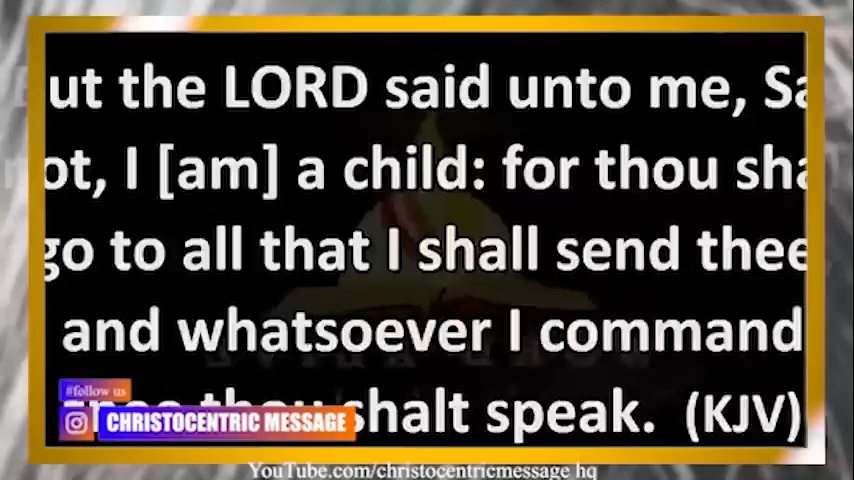 ut the LORD said unto me, Sa
ot, I [am] a child: for thou sha
go to all that I shall send thee
and whatsoever I command
thou shalt speak. (KJV)
#follow us
CHRISTOCENTRIC MESSAGE
YouTube.com/christocentricmessage hq